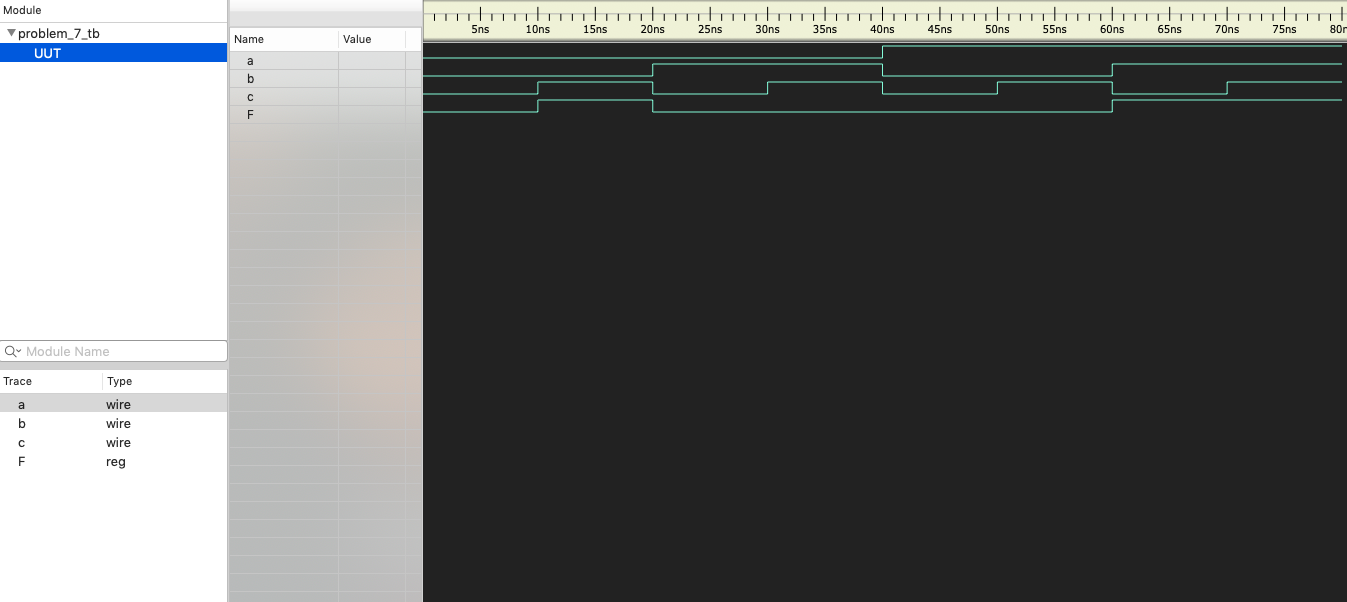 Module
problem_7_tb
UUT
Module Name
Trace Type
a wire
b wire
c wire
F reg
Name Value
a
b
c
F
5ns 10ns 15ns 20ns 25ns 30ns 35ns 40ns 45ns 50ns 55ns 60ns 65ns 70ns 75ns 80n